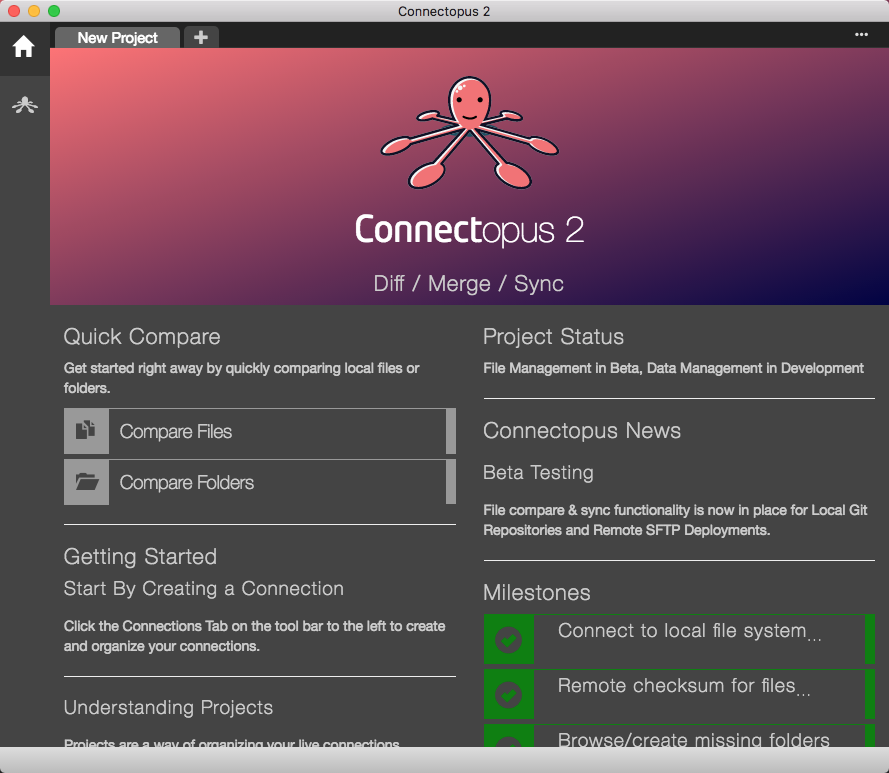 Connectopus 2
New Project
Connectopus 2
Diff / Merge / Sync
Quick Compare
Get started right away by quickly comparing local files or
folders.
Compare Files
Compare Folders
Getting Started
Start By Creating a Connection
Click the Connections Tab on the tool bar to the left to create
and organize your connections.
Understanding Projects
Projects are a way of organizing your live connections
Project Status
File Management in Beta, Data Management in Development
Connectopus News
Beta Testing
File compare & sync functionality is now in place for Local Git
Repositories and Remote SFTP Deployments.
Milestones
Connect to local file system...
Remote checksum for files...
Browse/create missing folders